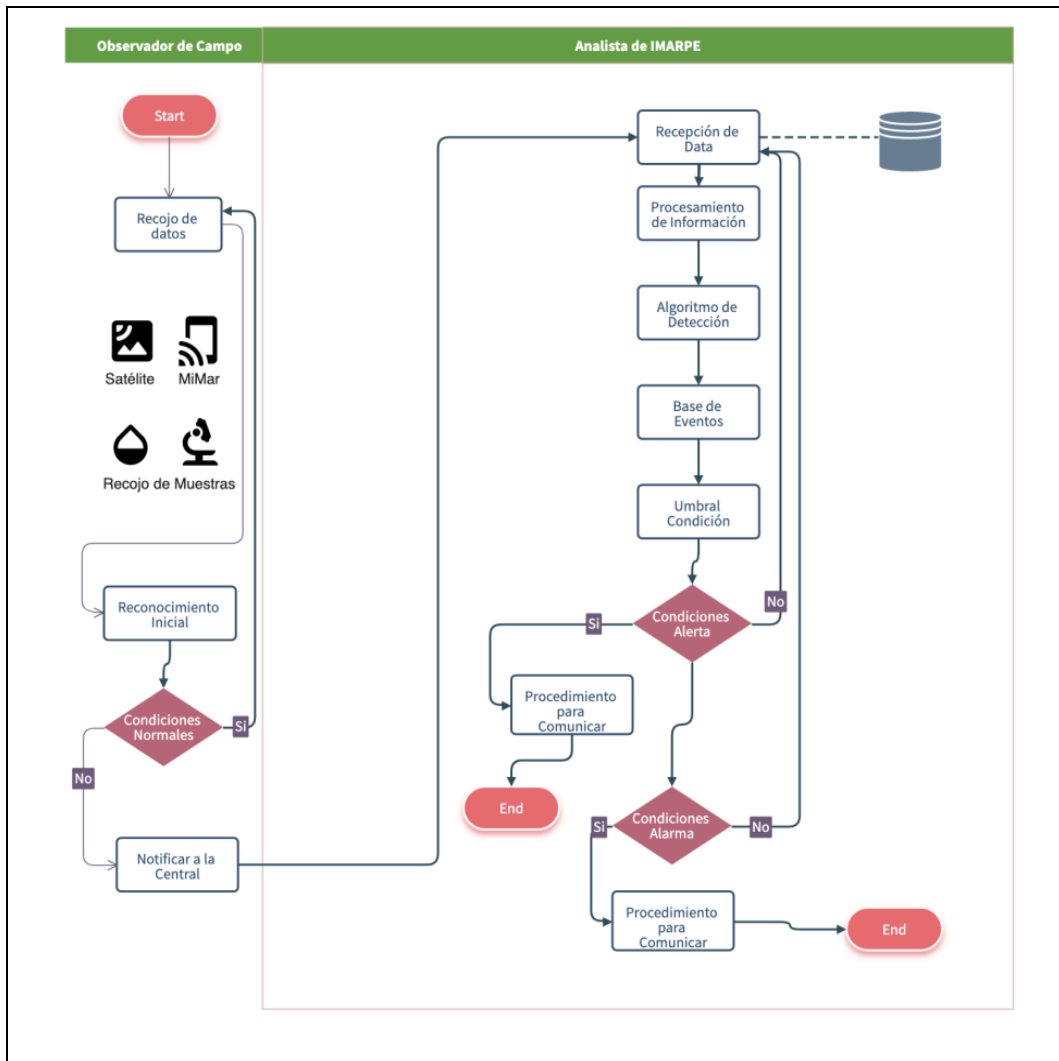 Observador de Campo
Analista de IMARPE
Start
Recojo de
datos
Satélite
MiMar
Recojo de Muestras
Reconocimiento
Inicial
Condiciones
Normales
Si
No
Notificar a la
Central
Recepción de
Data
Procesamiento
de Información
Algoritmo de
Detección
Base de
Eventos
Umbral
Condición
Condiciones
Alerta
Si
No
Procedimiento
para
Comunicar
End
Condiciones
Alarma
Si
No
Procedimiento
para
Comunicar
End